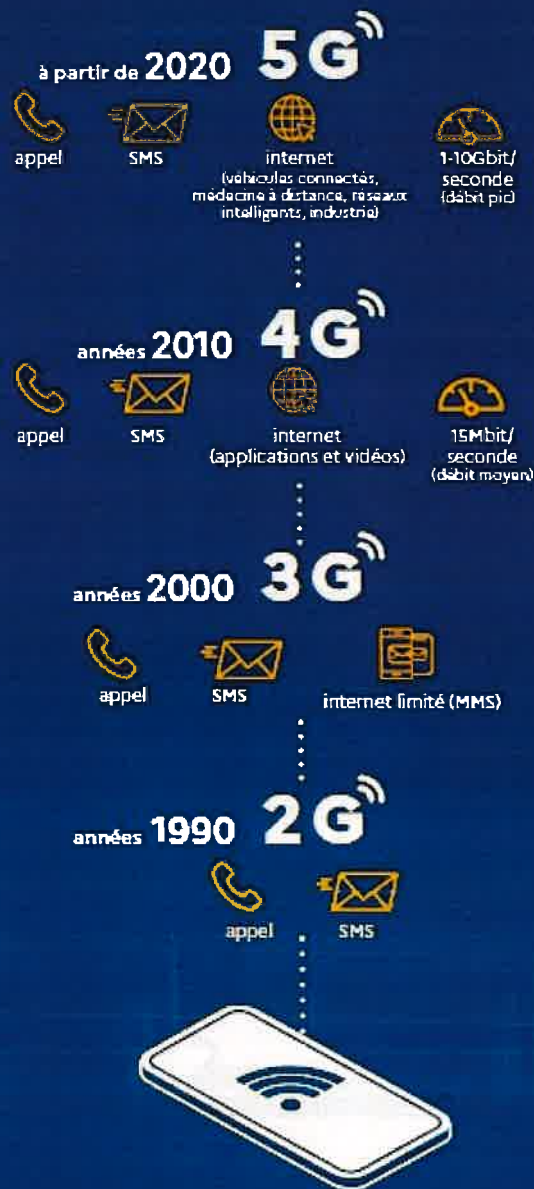 à partir de 2020 5G
appel
SMS
internet
(véhicules connectés,
médecine à distance, réseaux
intelligents, industrie)
1-10Gbit/
seconde
(débit pic)
années 2010 4G
appel
SMS
internet
(applications et vidéos)
15Mbit/
seconde
(débit moyen)
années 2000 3G
appel
SMS
internet limité (MMS)
années 1990 2G
appel
SMS